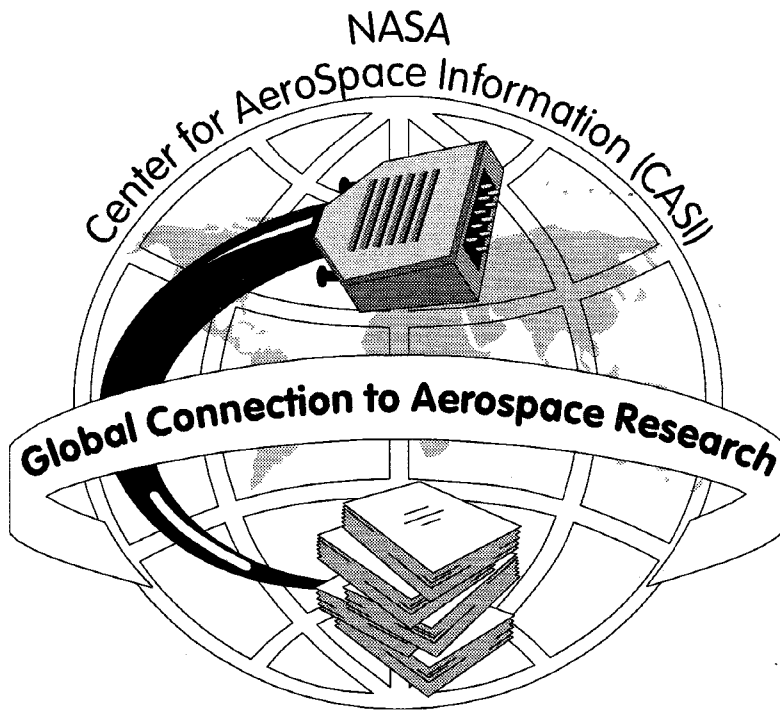 NASA
Center for AeroSpace Information (CASI)
Global Connection to Aerospace Research